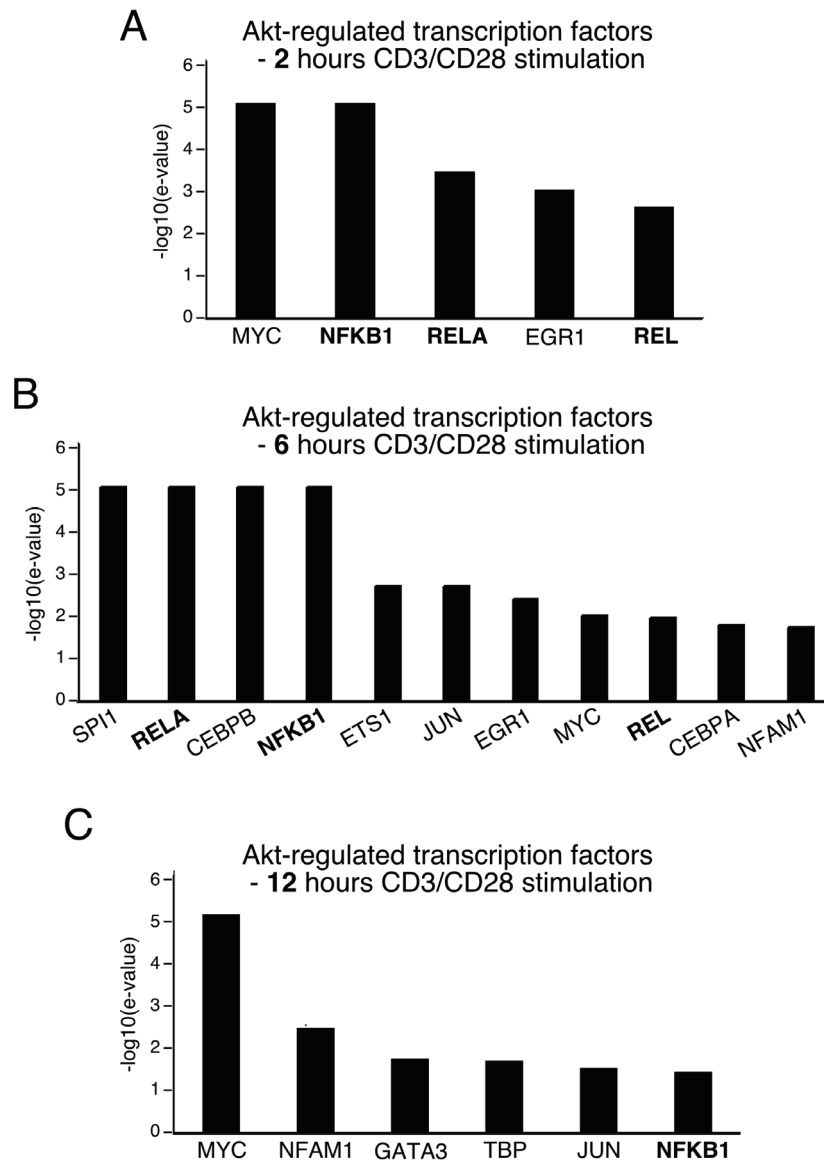 A
Akt-regulated transcription factors
- 2 hours CD3/CD28 stimulation
-log10(e-value)
6
5
4
3
2
1
0
MYC NFKB1 RELA EGR1 REL
B
Akt-regulated transcription factors
- 6 hours CD3/CD28 stimulation
-log10(e-value)
6
5
4
3
2
1
0
SPI1 RELA CEBPB NFKB1 ETS1 JUN EGR1 MYC REL CEBPA NFAM1
C
Akt-regulated transcription factors
- 12 hours CD3/CD28 stimulation
-log10(e-value)
6
5
4
3
2
1
0
MYC NFAM1 GATA3 TBP JUN NFKB1